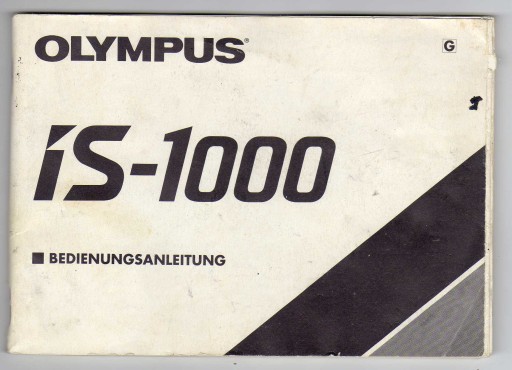 OLYMPUS®
G
iS-1000
■ BEDIENUNGSANLEITUNG